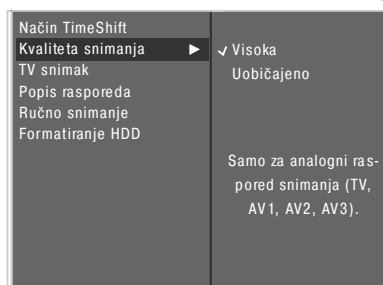 Način TimeShift
Kvaliteta snimanja
TV snimak
Popis rasporeda
Ručno snimanje
Formatiranje HDD
Visoka
Uobičajeno
Samo za analogni ras-
pored snimanja (TV,
AV1, AV2, AV3).